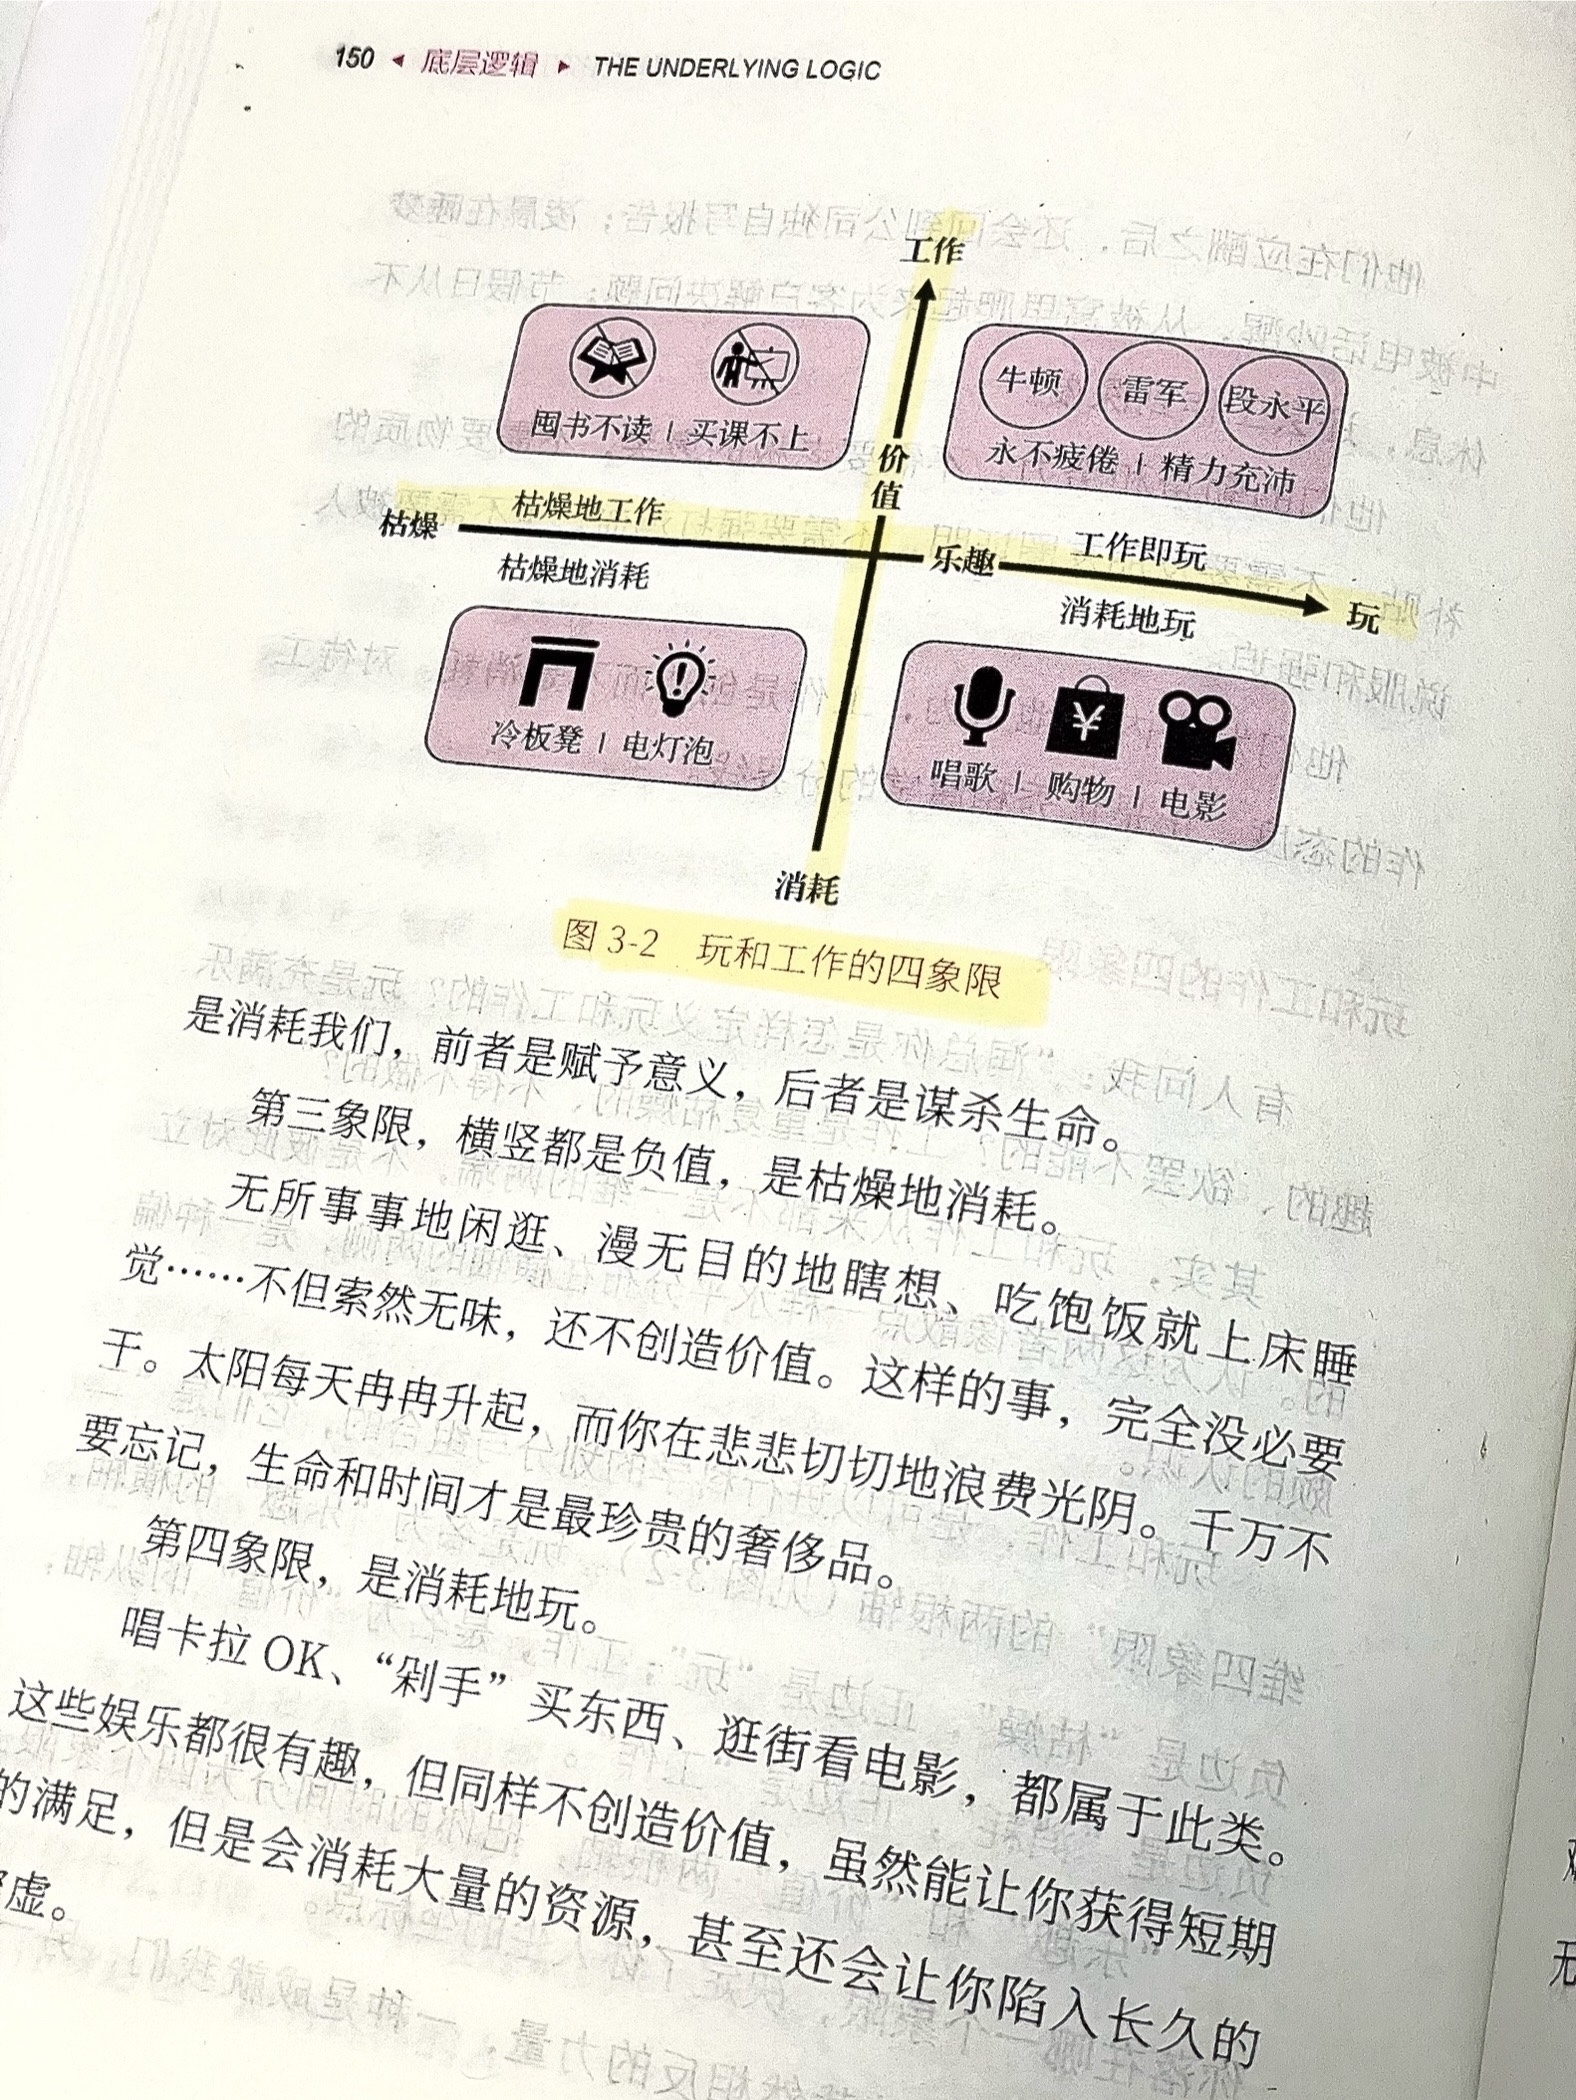 150 ◂ 底层逻辑 ▸ THE UNDERLYING LOGIC
工作
牛顿 雷军 段永平
囤书不读 | 买课不上
永不疲倦 | 精力充沛
价值
枯燥地工作
枯燥
乐趣
工作即玩
玩
枯燥地消耗
消耗地玩
冷板凳 | 电灯泡
唱歌 | 购物 | 电影
消耗
图 3-2 玩和工作的四象限
是消耗我们，前者是赋予意义，后者是谋杀生命。
第三象限，横竖都是负值，是枯燥地消耗。
无所事事地闲逛、漫无目的地瞎想、吃饱饭就上床睡
觉……不但索然无味，还不创造价值。这样的事，完全没必要
干。太阳每天冉冉升起，而你在悲悲切切地浪费光阴。千万不
要忘记，生命和时间才是最珍贵的奢侈品。
第四象限，是消耗地玩。
唱卡拉 OK、“剁手”买东西、逛街看电影，都属于此类。
这些娱乐都很有趣，但同样不创造价值，虽然能让你获得短期
的满足，但是会消耗大量的资源，甚至还会让你陷入长久的
虚。